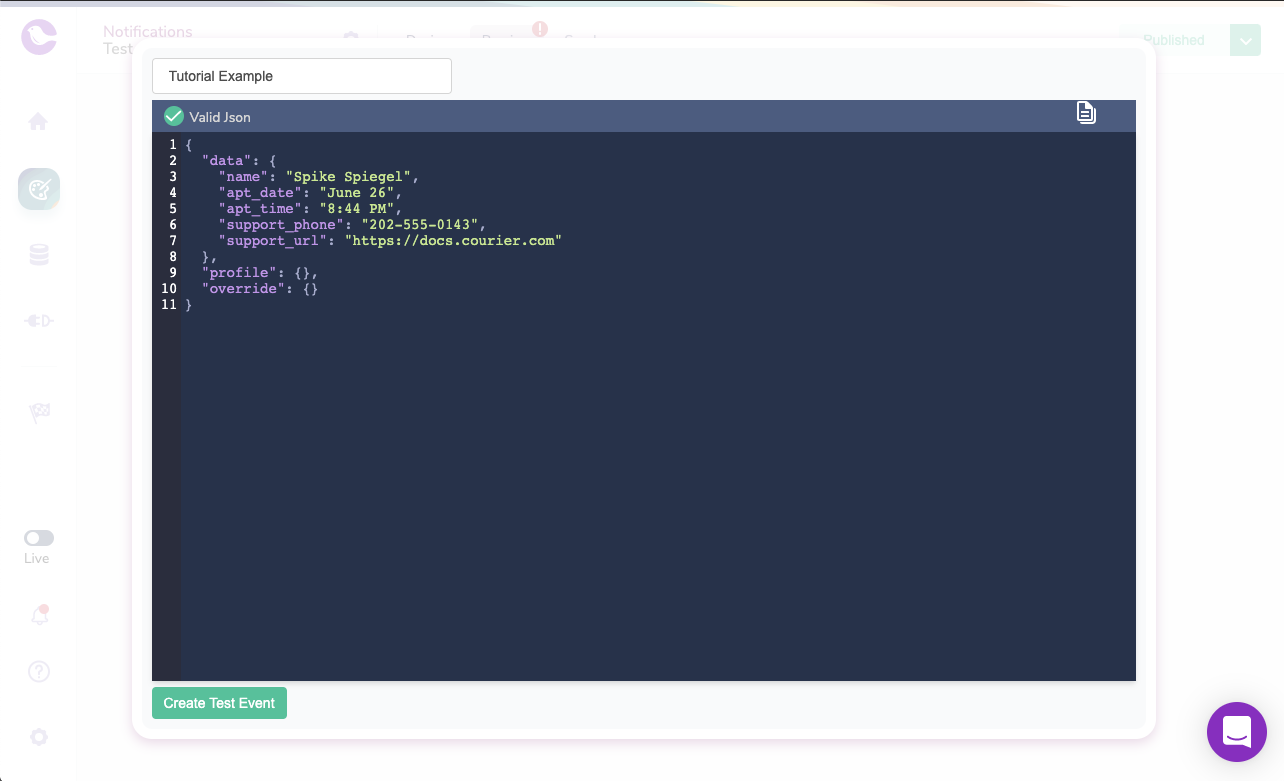 Notifications
Test
Published
Tutorial Example
Valid Json
1 {
2 "data": {
3 "name": "Spike Spiegel",
4 "apt_date": "June 26",
5 "apt_time": "8:44 PM",
6 "support_phone": "202-555-0143",
7 "support_url": "https://docs.courier.com"
8 },
9 "profile": {},
10 "override": {}
11 }
Live
Create Test Event